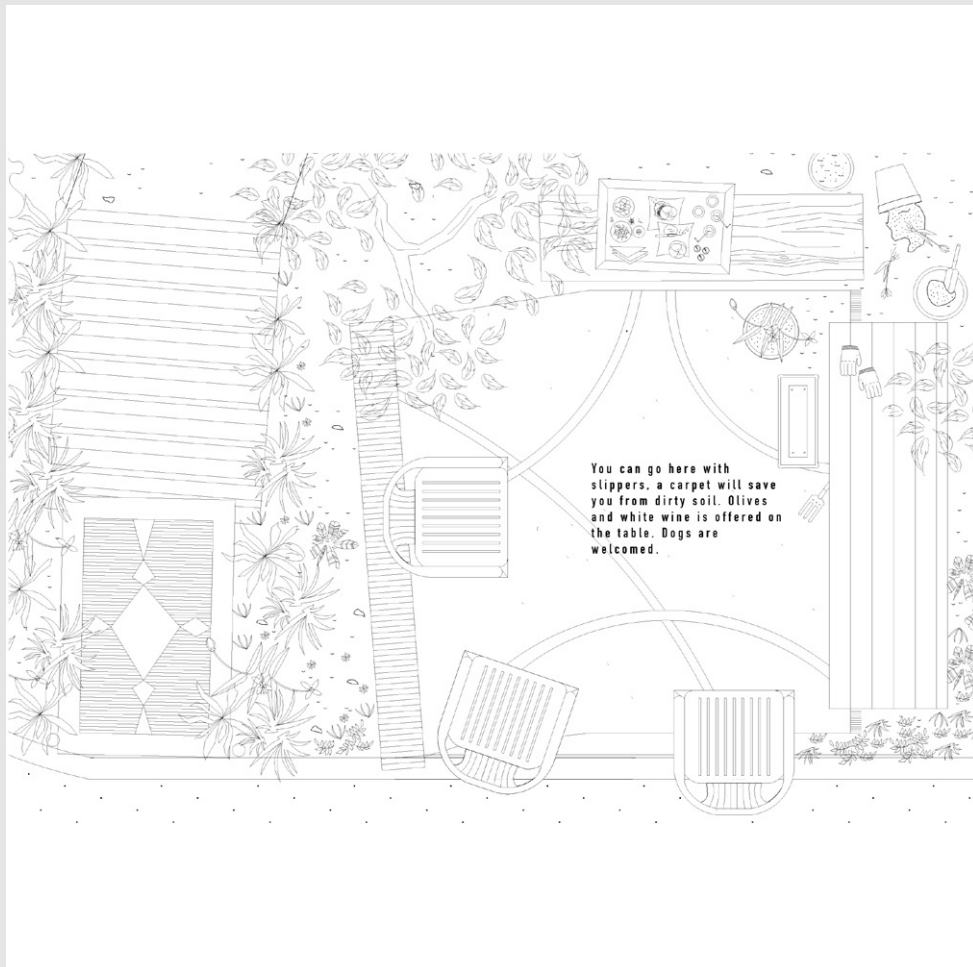 You can go here with
slippers, a carpet will save
you from dirty soil. Olives
and white wine is offered on
the table. Dogs are
welcomed.